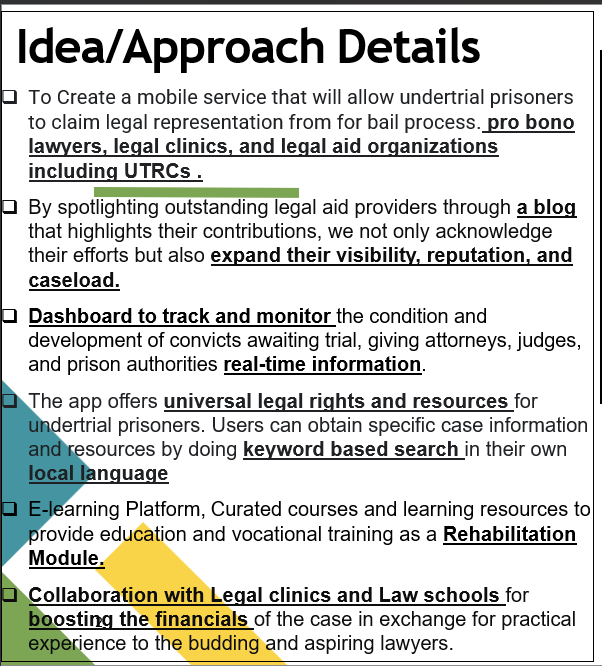 Idea/Approach Details
❑ To Create a mobile service that will allow undertrial prisoners
to claim legal representation from for bail process. pro bono
lawyers, legal clinics, and legal aid organizations
including UTRCs .
❑ By spotlighting outstanding legal aid providers through a blog
that highlights their contributions, we not only acknowledge
their efforts but also expand their visibility, reputation, and
caseload.
❑ Dashboard to track and monitor the condition and
development of convicts awaiting trial, giving attorneys, judges,
and prison authorities real-time information.
❑ The app offers universal legal rights and resources for
undertrial prisoners. Users can obtain specific case information
and resources by doing keyword based search in their own
local language
❑ E-learning Platform, Curated courses and learning resources to
provide education and vocational training as a Rehabilitation
Module.
❑ Collaboration with Legal clinics and Law schools for
boosting the financials of the case in exchange for practical
experience to the budding and aspiring lawyers.